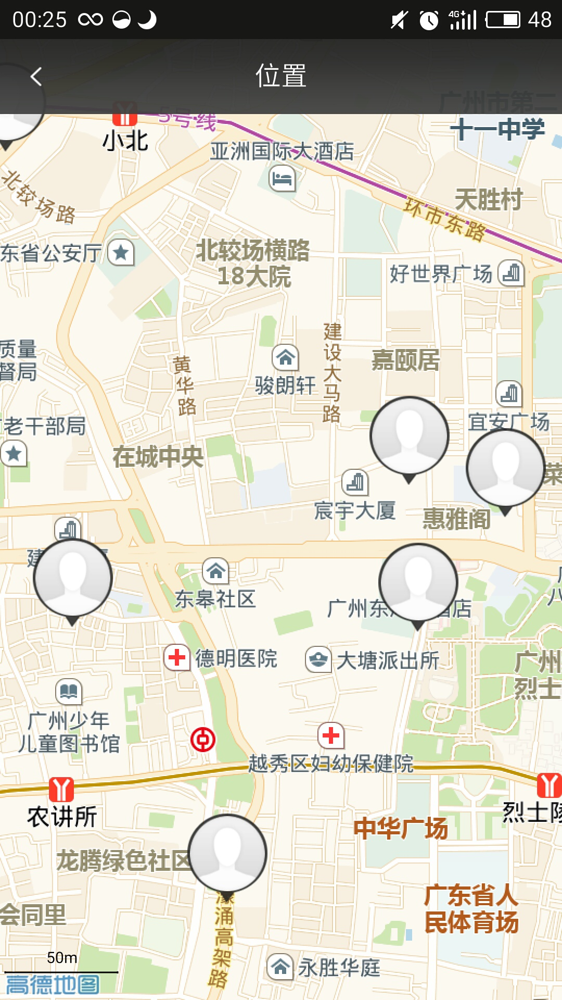 00:25
4G
48
位置
广州市第二
十一中学
5号线
小北
亚洲国际大酒店
北较场路
天胜村
环市东路
东省公安厅
北较场横路
18大院
好世界广场
建设大马路
质量
督局
嘉颐居
黄华路
骏朗轩
老干部局
宜安广场
在城中央
菜
宸宇大厦
惠雅阁
建
东皋社区
广州东
店
八
德明医院
大塘派出所
广州
烈士
广州少年
儿童图书馆
越秀区妇幼保健院
农讲所
烈士陵
中华广场
龙腾绿色社区
广东省人
民体育场
会同里
涌高架路
50m
永胜华庭
高德地图